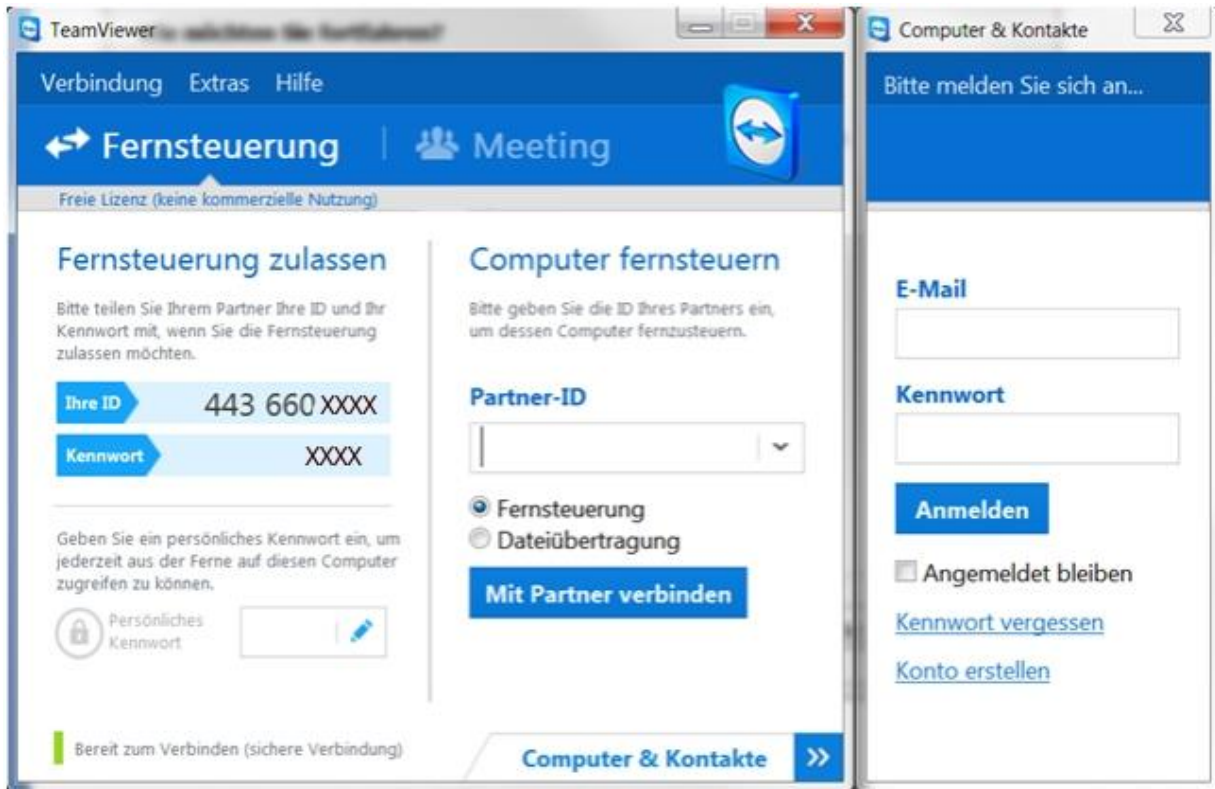 TeamViewer
Verbindung Extras Hilfe
Fernsteuerung
Meeting
Freie Lizenz (keine kommerzielle Nutzung)
Fernsteuerung zulassen
Bitte teilen Sie Ihrem Partner Ihre ID und Ihr
Kennwort mit, wenn Sie die Fernsteuerung
zulassen möchten.
Ihre ID 443 660 XXXX
Kennwort XXXX
Geben Sie ein persönliches Kennwort ein, um
jederzeit aus der Ferne auf diesen Computer
zugreifen zu können.
Persönliches
Kennwort
Bereit zum Verbinden (sichere Verbindung)
Computer fernsteuern
Bitte geben Sie die ID Ihres Partners ein,
um dessen Computer fernzusteuern.
Partner-ID
Fernsteuerung
Dateiübertragung
Mit Partner verbinden
Computer & Kontakte
Computer & Kontakte
Bitte melden Sie sich an...
E-Mail
Kennwort
Anmelden
Angemeldet bleiben
Kennwort vergessen
Konto erstellen